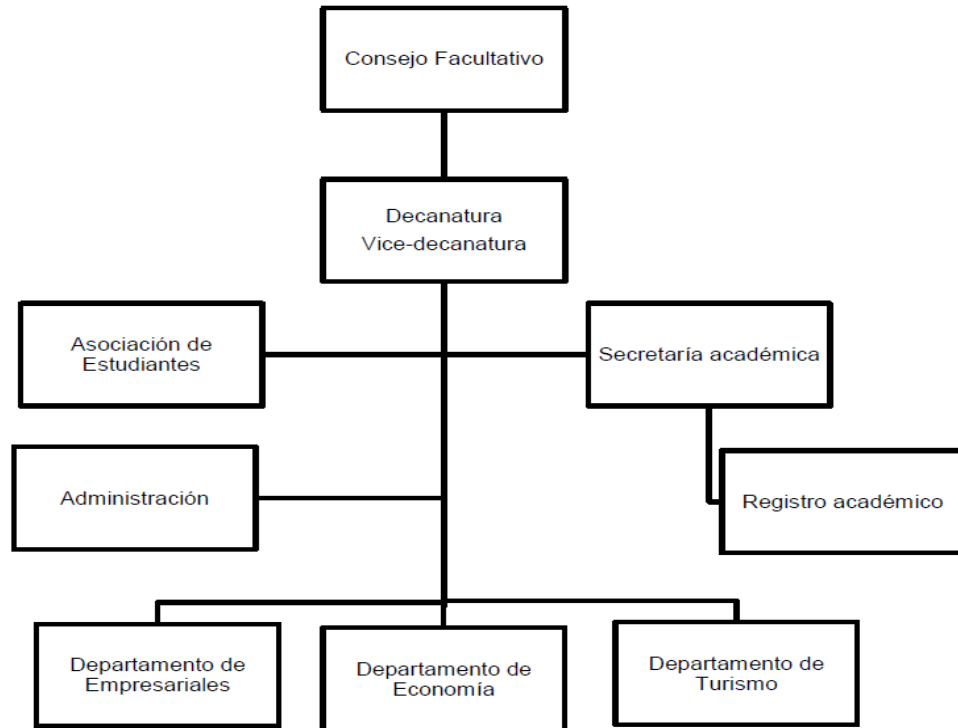 Consejo Facultativo
Decanatura
Vice-decanatura
Asociación de
Estudiantes
Secretaría académica
Administración
Registro académico
Departamento de
Empresariales
Departamento de
Economía
Departamento de
Turismo